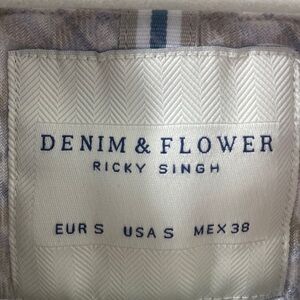 DENIM & FLOWER
RICKY SINGH
EUR S USA S MEX 38